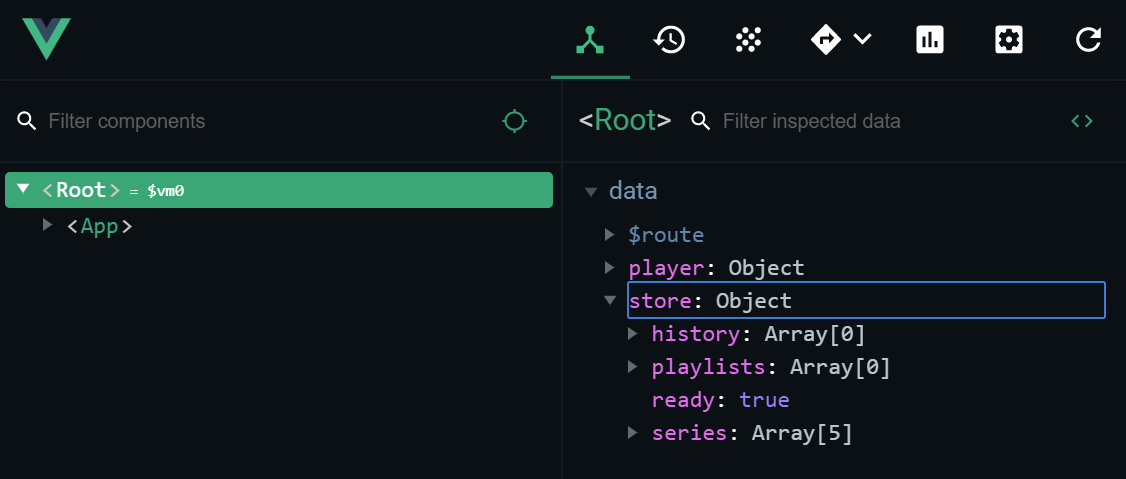 Filter components
<Root> = $vm0
<App>
<Root>
Filter inspected data
data
$route
player: Object
store: Object
history: Array[0]
playlists: Array[0]
ready: true
series: Array[5]